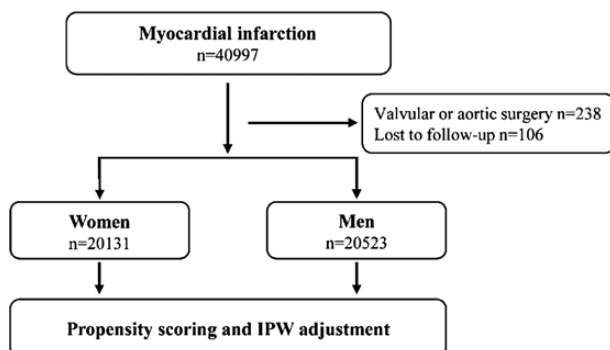 Myocardial infarction
n=40997
Valvular or aortic surgery n=238
Lost to follow-up n=106
Women
n=20131
Men
n=20523
Propensity scoring and IPW adjustment